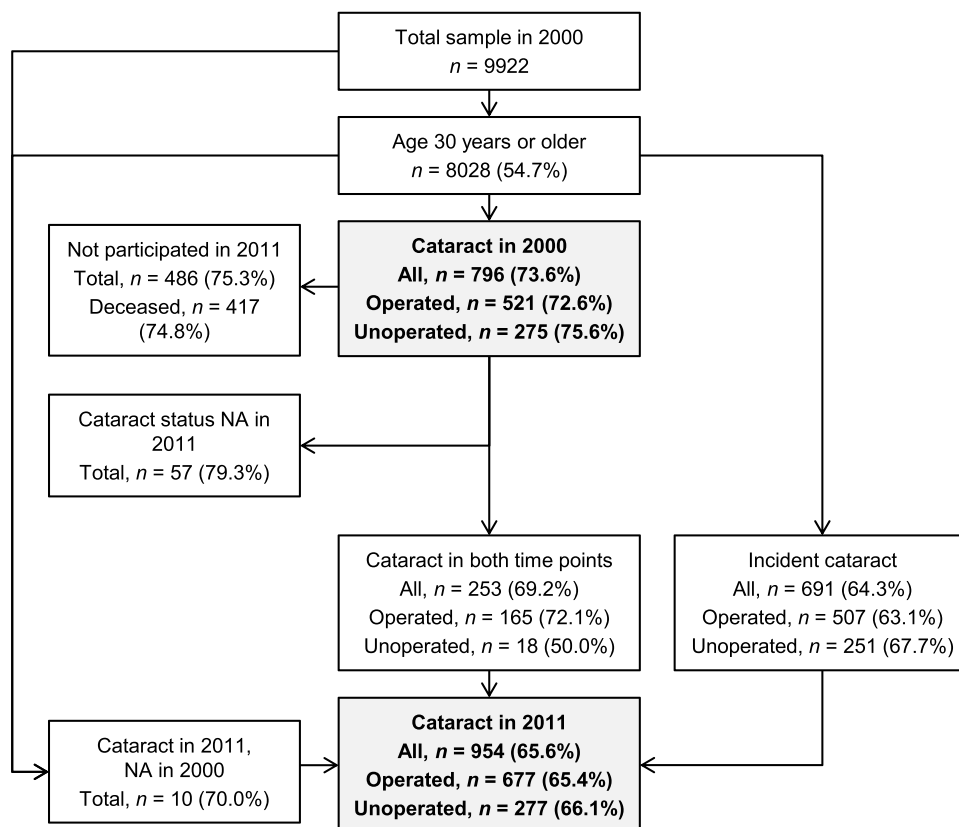 Total sample in 2000
n = 9922
Age 30 years or older
n = 8028 (54.7%)
Not participated in 2011
Total, n = 486 (75.3%)
Deceased, n = 417
(74.8%)
Cataract in 2000
All, n = 796 (73.6%)
Operated, n = 521 (72.6%)
Unoperated, n = 275 (75.6%)
Cataract status NA in
2011
Total, n = 57 (79.3%)
Cataract in both time points
All, n = 253 (69.2%)
Operated, n = 165 (72.1%)
Unoperated, n = 18 (50.0%)
Incident cataract
All, n = 691 (64.3%)
Operated, n = 507 (63.1%)
Unoperated, n = 251 (67.7%)
Cataract in 2011,
NA in 2000
Total, n = 10 (70.0%)
Cataract in 2011
All, n = 954 (65.6%)
Operated, n = 677 (65.4%)
Unoperated, n = 277 (66.1%)